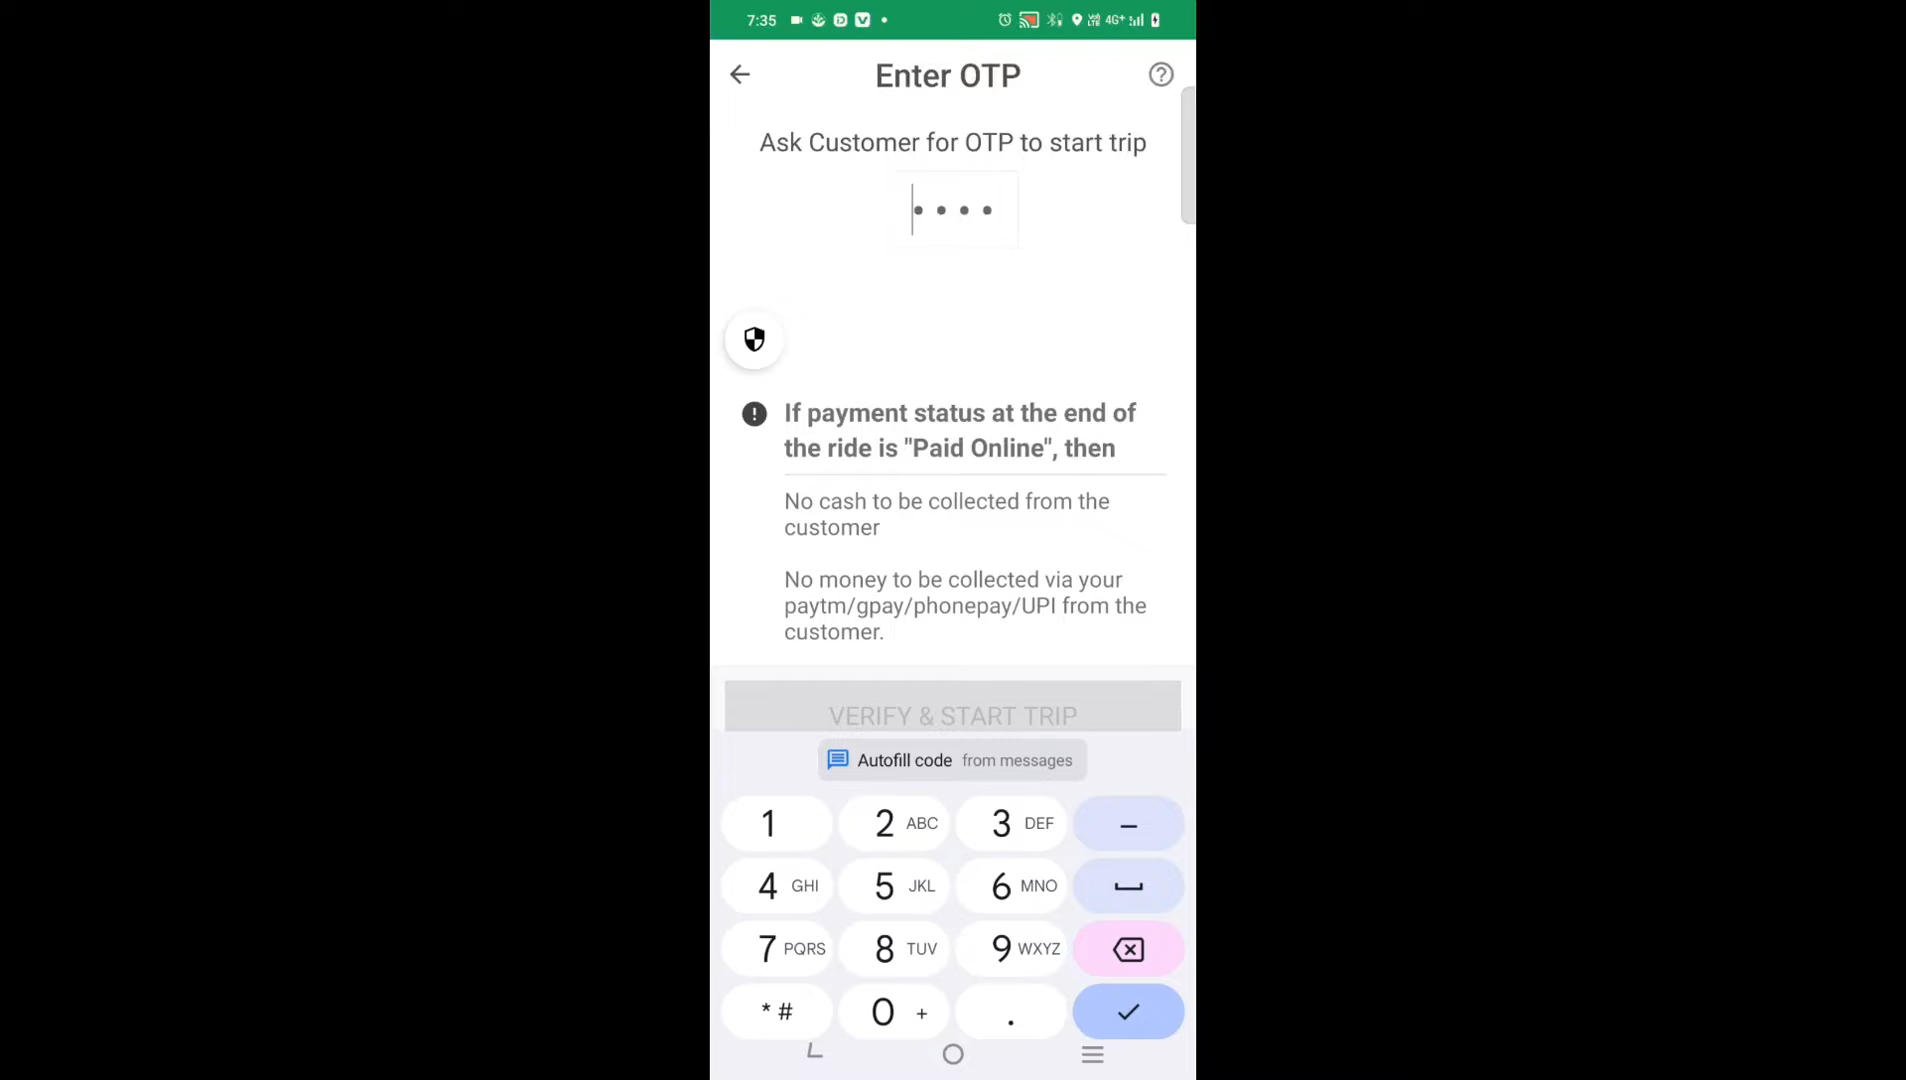 7:35 4G+
Enter OTP
Ask Customer for OTP to start trip
If payment status at the end of
the ride is "Paid Online", then
No cash to be collected from the
customer
No money to be collected via your
paytm/gpay/phonepay/UPI from the
customer.
VERIFY & START TRIP
Autofill code from messages
1 2 ABC 3 DEF –
4 GHI 5 JKL 6 MNO
7 PQRS 8 TUV 9 WXYZ
* # 0 + .